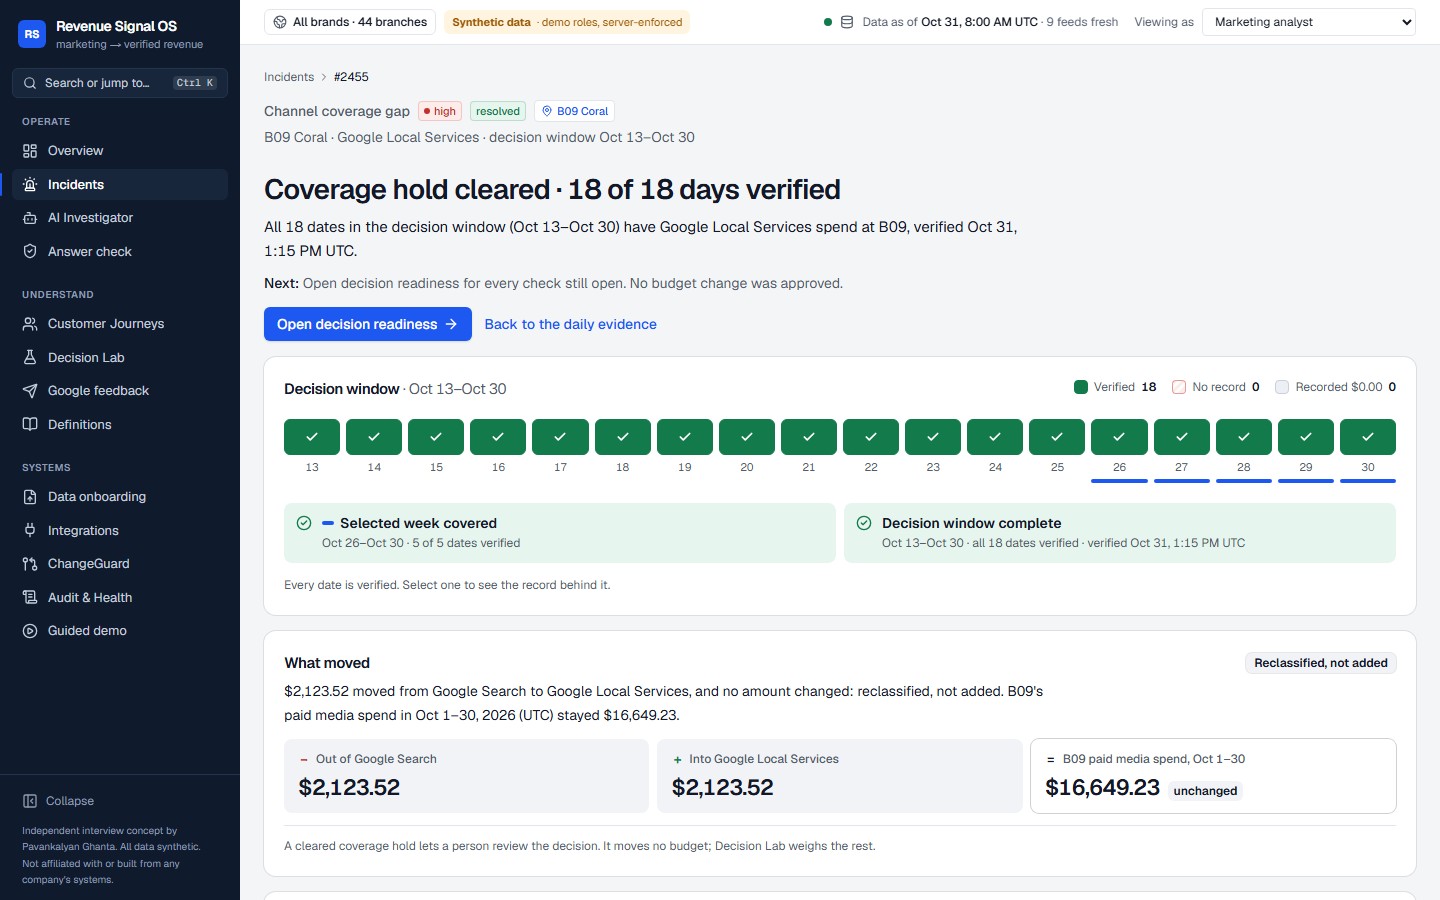 RS
Revenue Signal OS
marketing → verified revenue
Search or jump to...
Ctrl K
OPERATE
Overview
Incidents
AI Investigator
Answer check
UNDERSTAND
Customer Journeys
Decision Lab
Google feedback
Definitions
SYSTEMS
Data onboarding
Integrations
ChangeGuard
Audit & Health
Guided demo
Collapse
Independent interview concept by
Pavankalyan Ghanta. All data synthetic.
Not affiliated with or built from any
company's systems.
All brands · 44 branches
Synthetic data · demo roles, server-enforced
Data as of Oct 31, 8:00 AM UTC · 9 feeds fresh
Viewing as
Marketing analyst
Incidents > #2455
Channel coverage gap
high
resolved
B09 Coral
B09 Coral · Google Local Services · decision window Oct 13–Oct 30
Coverage hold cleared · 18 of 18 days verified
All 18 dates in the decision window (Oct 13–Oct 30) have Google Local Services spend at B09, verified Oct 31,
1:15 PM UTC.
Next: Open decision readiness for every check still open. No budget change was approved.
Open decision readiness →
Back to the daily evidence
Decision window · Oct 13–Oct 30
Verified 18
No record 0
Recorded $0.00 0
13 14 15 16 17 18 19 20 21 22 23 24 25 26 27 28 29 30
Selected week covered
Oct 26–Oct 30 · 5 of 5 dates verified
Decision window complete
Oct 13–Oct 30 · all 18 dates verified · verified Oct 31, 1:15 PM UTC
Every date is verified. Select one to see the record behind it.
What moved
Reclassified, not added
$2,123.52 moved from Google Search to Google Local Services, and no amount changed: reclassified, not added. B09's
paid media spend in Oct 1–30, 2026 (UTC) stayed $16,649.23.
− Out of Google Search
$2,123.52
+ Into Google Local Services
$2,123.52
= B09 paid media spend, Oct 1–30
$16,649.23 unchanged
A cleared coverage hold lets a person review the decision. It moves no budget; Decision Lab weighs the rest.